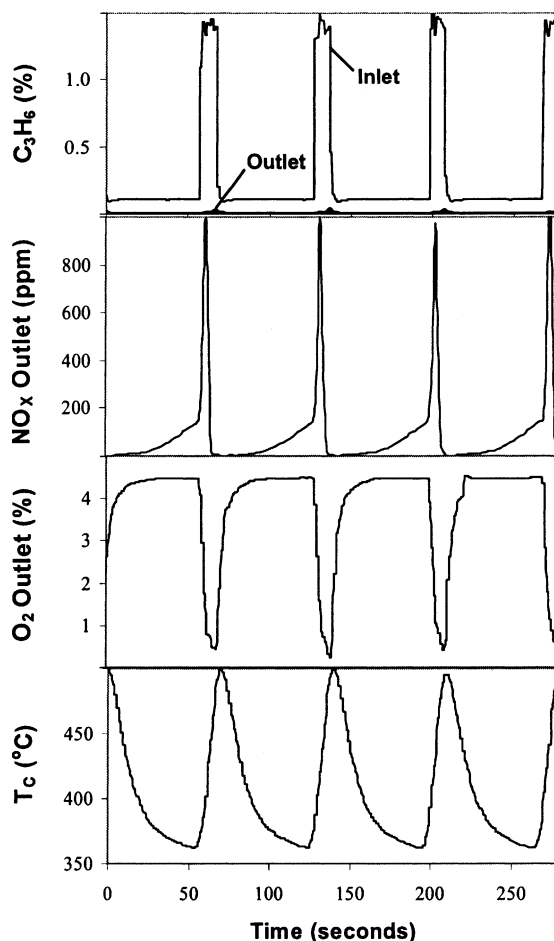 C₃H₆ (%)
1.0
0.5
Inlet
Outlet
NOₓ Outlet (ppm)
800
600
400
200
O₂ Outlet (%)
4
3
2
1
T_C (°C)
450
400
350
0 50 100 150 200 250
Time (seconds)